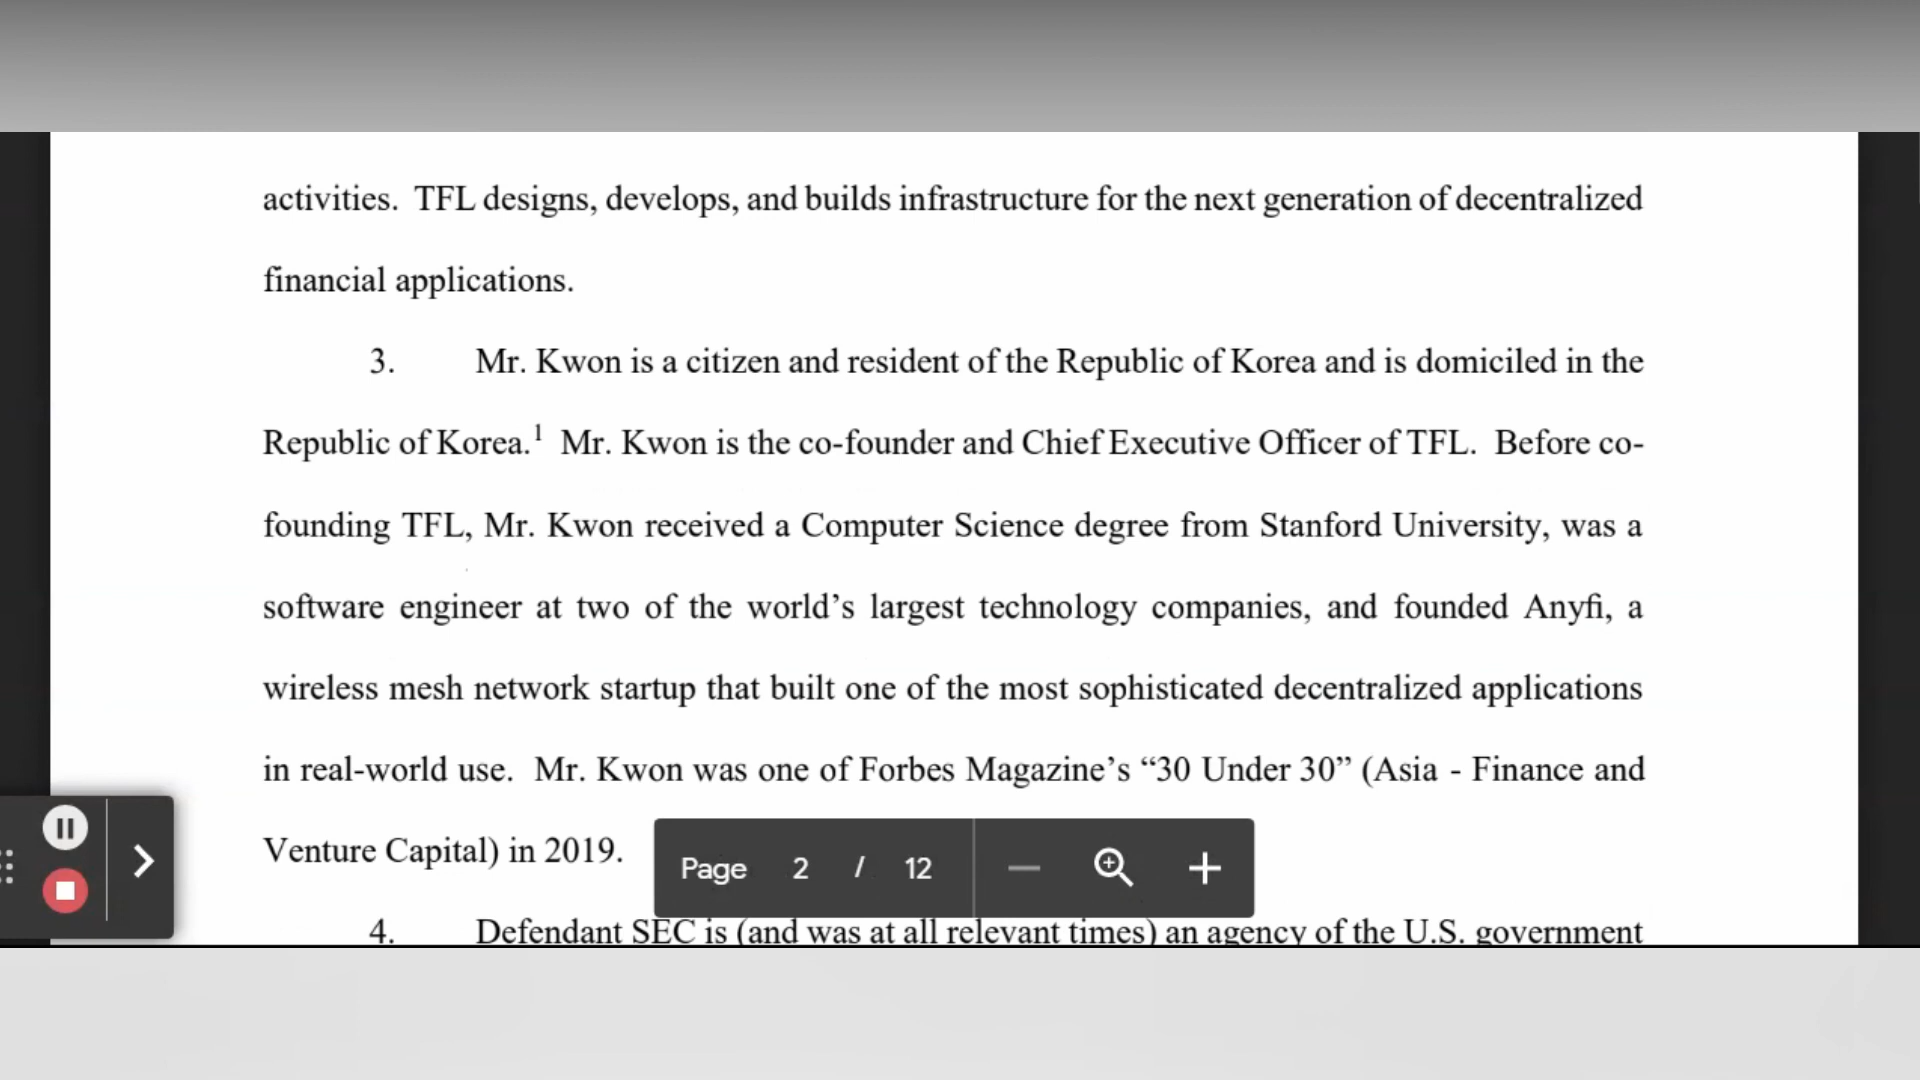 activities. TFL designs, develops, and builds infrastructure for the next generation of decentralized
financial applications.
3. Mr. Kwon is a citizen and resident of the Republic of Korea and is domiciled in the
Republic of Korea.1 Mr. Kwon is the co-founder and Chief Executive Officer of TFL. Before co-
founding TFL, Mr. Kwon received a Computer Science degree from Stanford University, was a
software engineer at two of the world’s largest technology companies, and founded Anyfi, a
wireless mesh network startup that built one of the most sophisticated decentralized applications
in real-world use. Mr. Kwon was one of Forbes Magazine’s “30 Under 30” (Asia - Finance and
Venture Capital) in 2019.
Page 2 / 12
4. Defendant SEC is (and was at all relevant times) an agency of the U.S. government